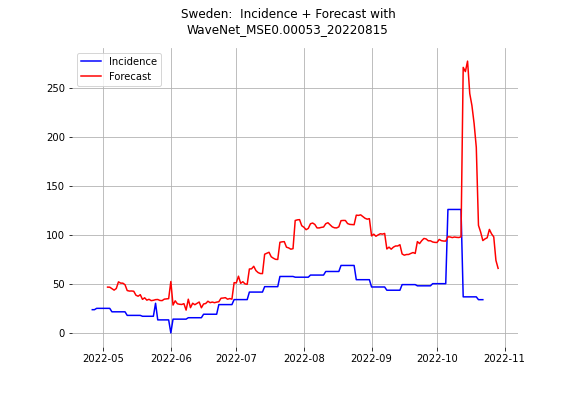 Sweden:  Incidence + Forecast with
WaveNet_MSE0.00053_20220815
Incidence
Forecast
250
200
150
100
50
0
2022-05 2022-06 2022-07 2022-08 2022-09 2022-10 2022-11